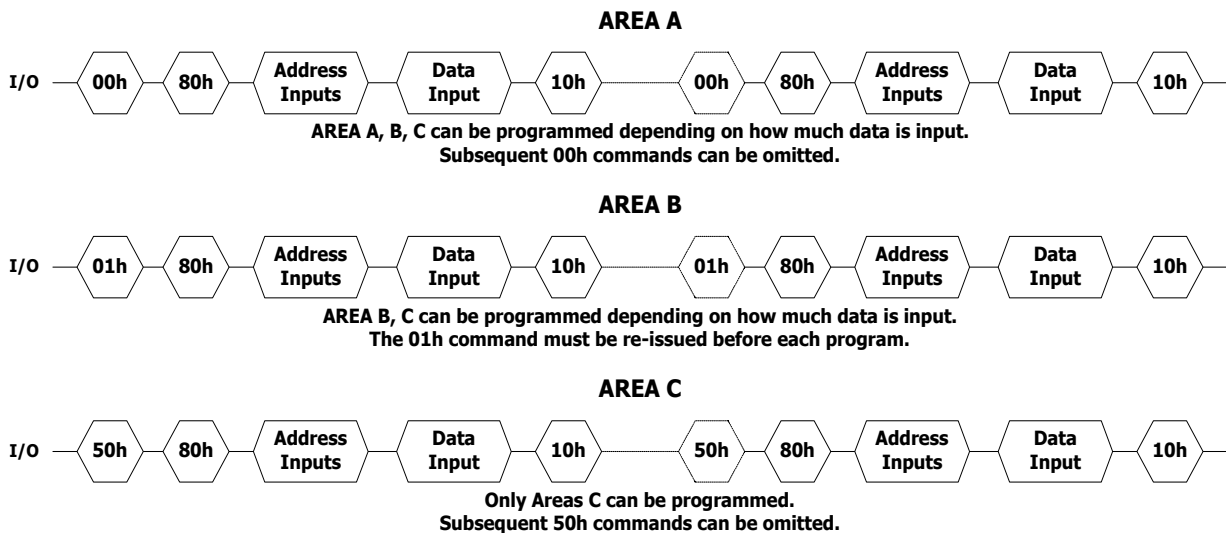 AREA A
I/O 00h 80h Address Inputs Data Input 10h 00h 80h Address Inputs Data Input 10h
AREA A, B, C can be programmed depending on how much data is input.
Subsequent 00h commands can be omitted.
AREA B
I/O 01h 80h Address Inputs Data Input 10h 01h 80h Address Inputs Data Input 10h
AREA B, C can be programmed depending on how much data is input.
The 01h command must be re-issued before each program.
AREA C
I/O 50h 80h Address Inputs Data Input 10h 50h 80h Address Inputs Data Input 10h
Only Areas C can be programmed.
Subsequent 50h commands can be omitted.